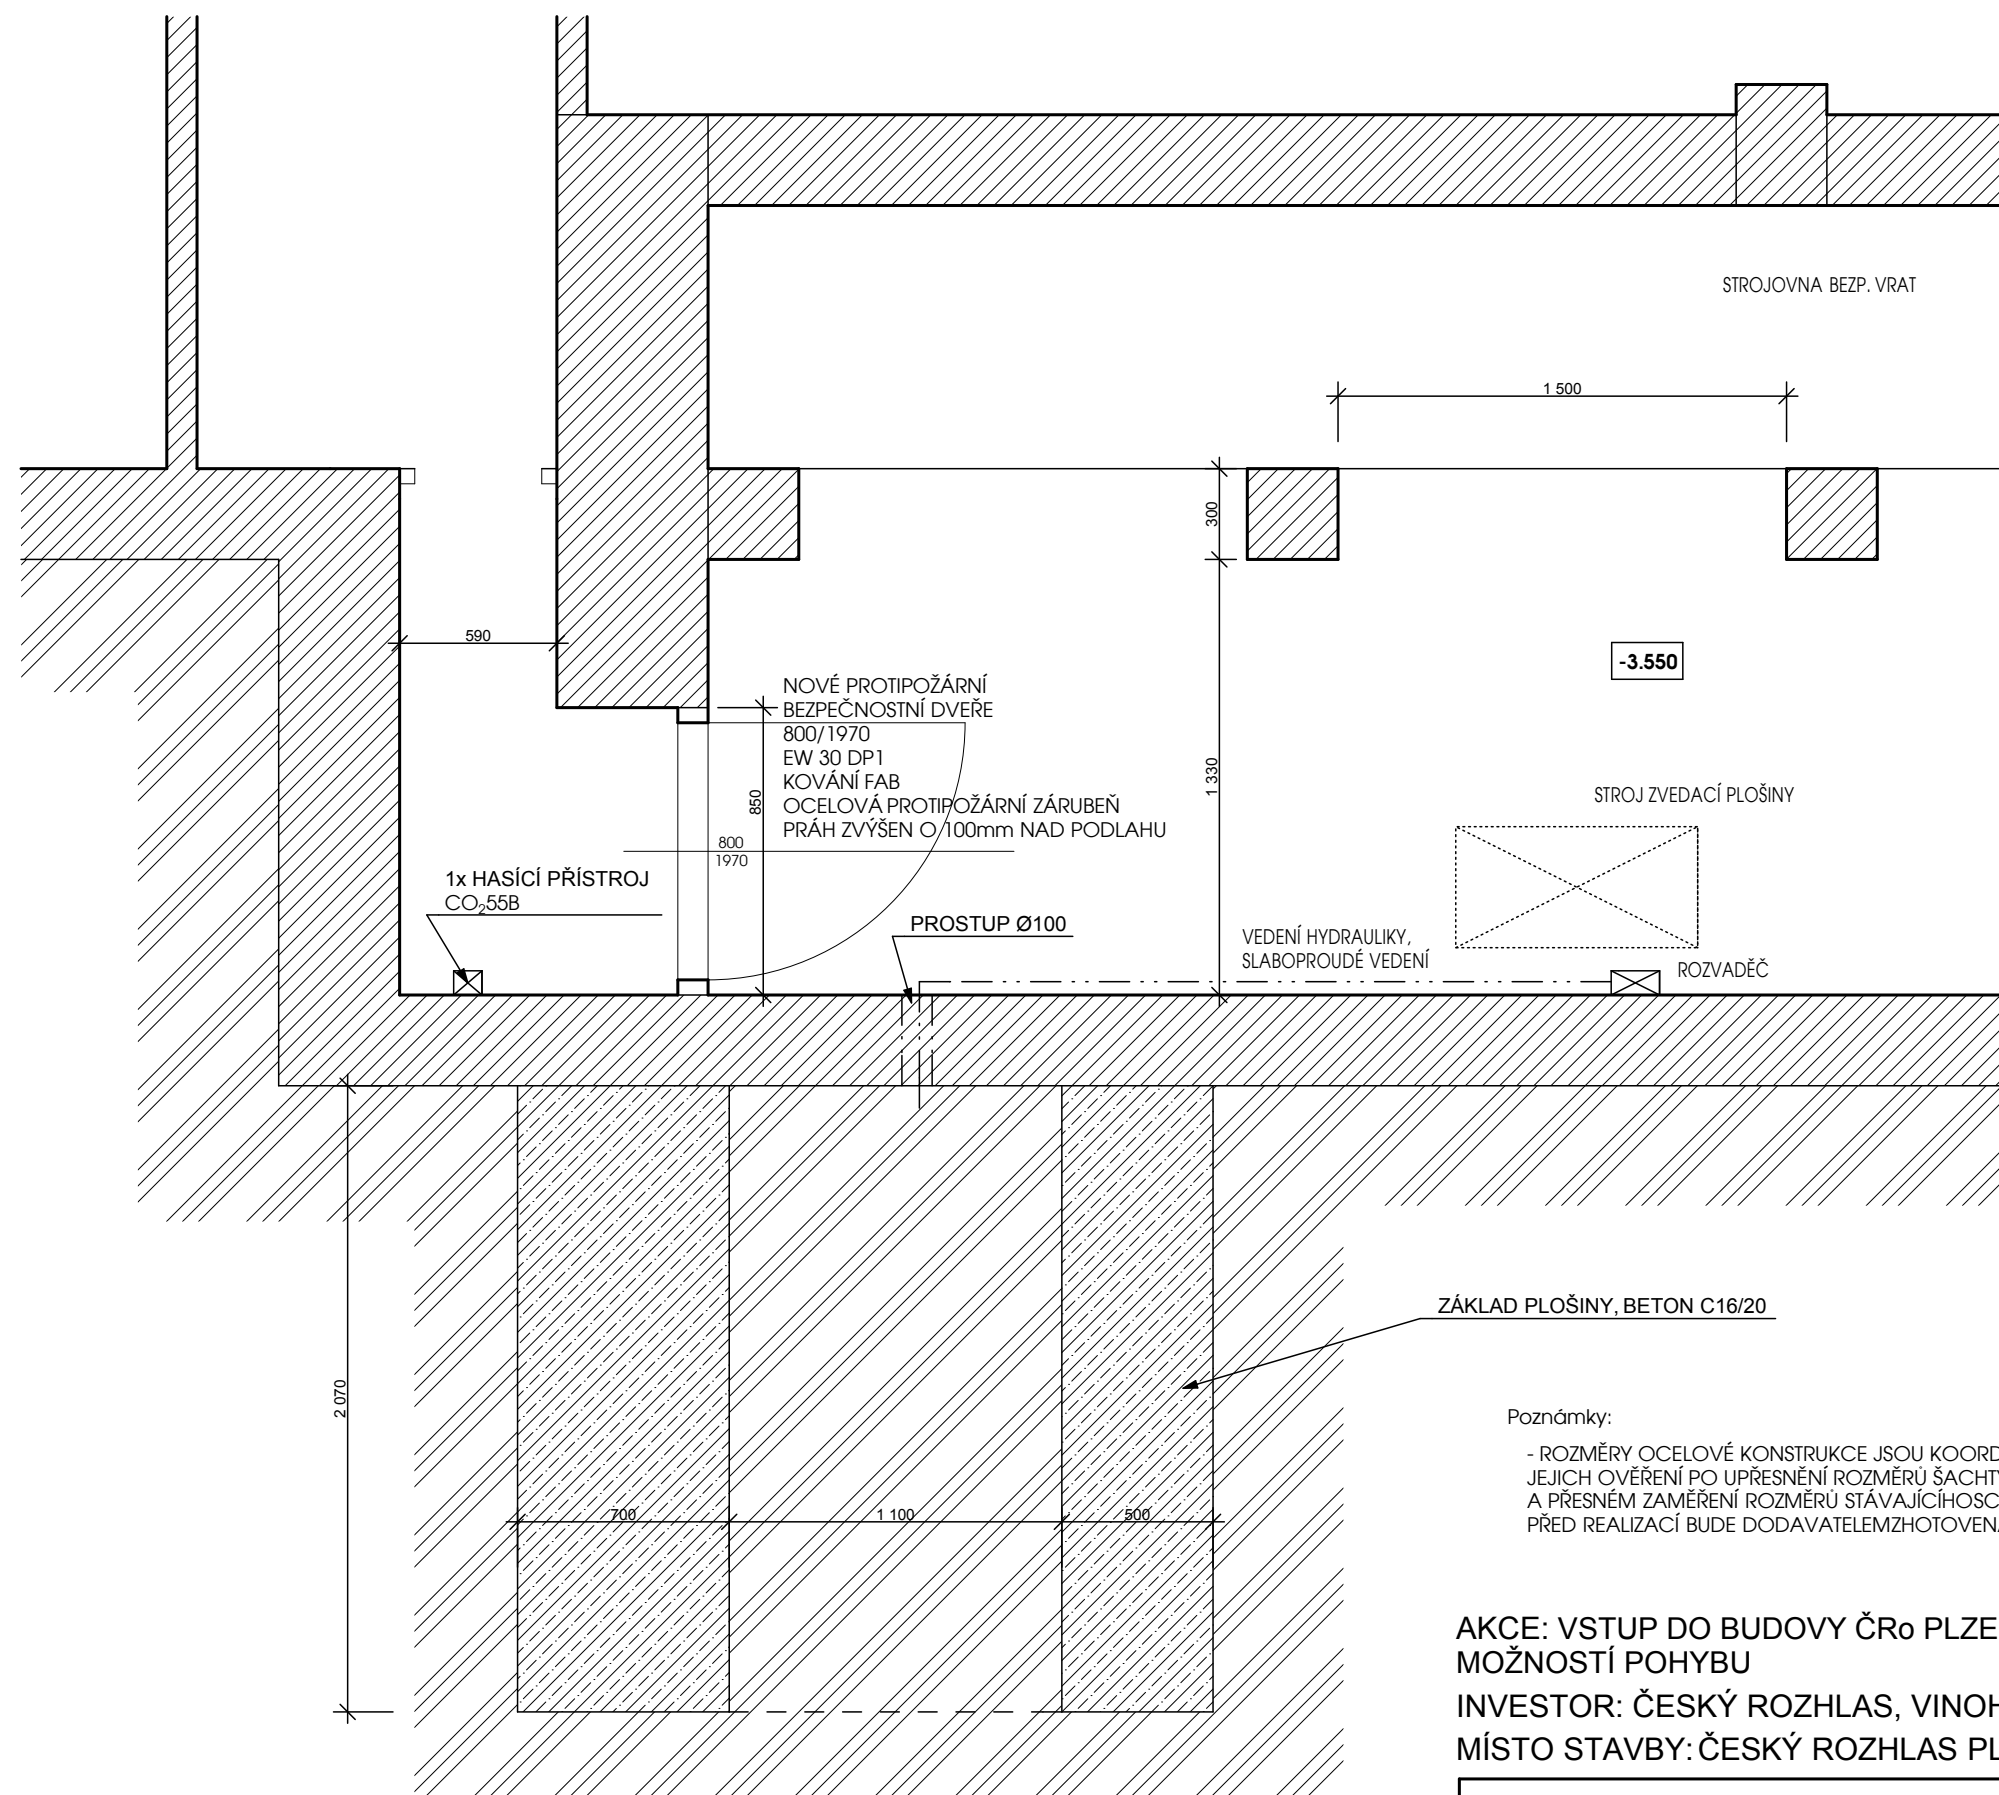 STROJOVNA BEZP. VRAT
1 500
300
590
-3.550
NOVÉ PROTIPOŽÁRNÍ
BEZPEČNOSTNÍ DVEŘE
800/1970
EW 30 DP1
KOVÁNÍ FAB
OCELOVÁ PROTIPOŽÁRNÍ ZÁRUBEŇ
PRÁH ZVÝŠEN O 100mm NAD PODLAHU
850
1 330
800
1970
STROJ ZVEDACÍ PLOŠINY
1x HASÍCÍ PŘÍSTROJ
CO₂55B
PROSTUP Ø100
VEDENÍ HYDRAULIKY,
SLABOPROUDÉ VEDENÍ
ROZVADĚČ
ZÁKLAD PLOŠINY, BETON C16/20
2 070
700
1 100
500
Poznámky:
- ROZMĚRY OCELOVÉ KONSTRUKCE JSOU KOORD
JEJICH OVĚŘENÍ PO UPŘESNĚNÍ ROZMĚRŮ ŠACHT
A PŘESNÉM ZAMĚŘENÍ ROZMĚRŮ STÁVAJÍCÍHOSC
PŘED REALIZACÍ BUDE DODAVATELEMZHOTOVENA
AKCE: VSTUP DO BUDOVY ČRo PLZE
MOŽNOSTÍ POHYBU
INVESTOR: ČESKÝ ROZHLAS, VINOH
MÍSTO STAVBY: ČESKÝ ROZHLAS PL